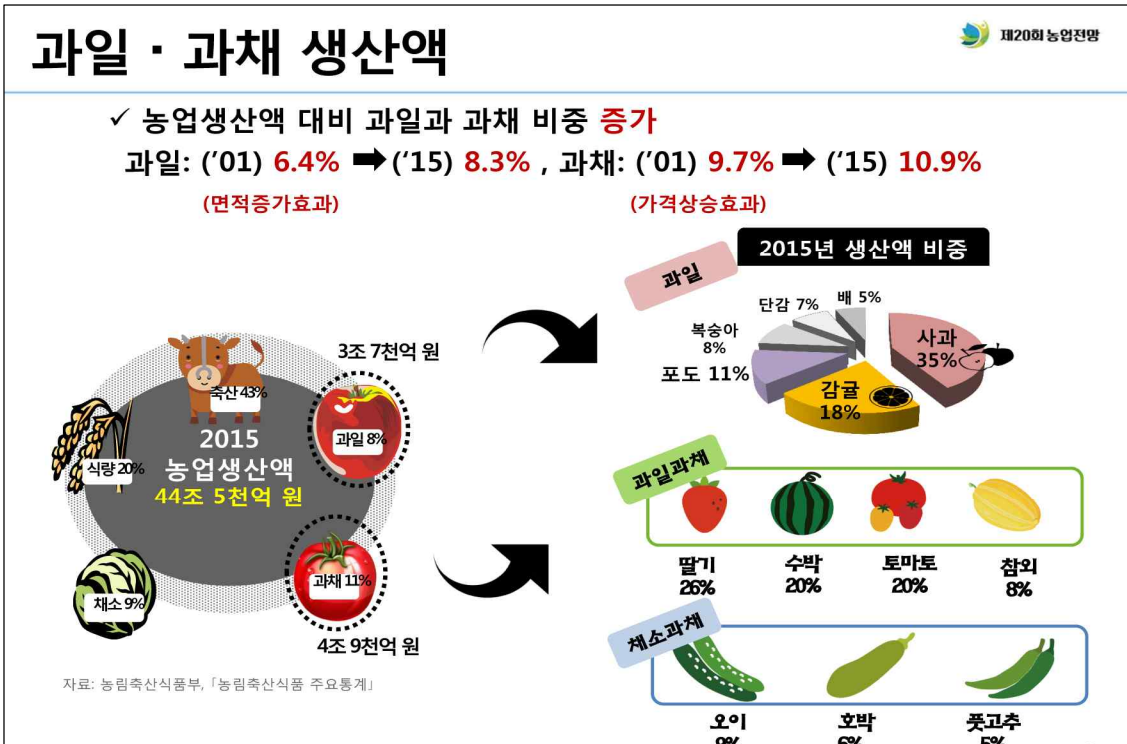 과일 · 과채 생산액
제20회 농업전망
✓ 농업생산액 대비 과일과 과채 비중 증가
과일: ('01) 6.4% ➡ (‘15) 8.3% , 과채: ('01) 9.7% ➡ (‘15) 10.9%
(면적증가효과)
(가격상승효과)
2015년 생산액 비중
과일
단감 7%
배 5%
복숭아
8%
사과
35%
포도 11%
감귤
18%
3조 7천억 원
축산 43%
과일 8%
식량 20%
2015
농업생산액
44조 5천억 원
채소 9%
과채 11%
4조 9천억 원
과일과채
딸기
26%
수박
20%
토마토
20%
참외
8%
채소과채
오이
호박
풋고추
자료: 농림축산식품부, 「농림축산식품 주요통계」